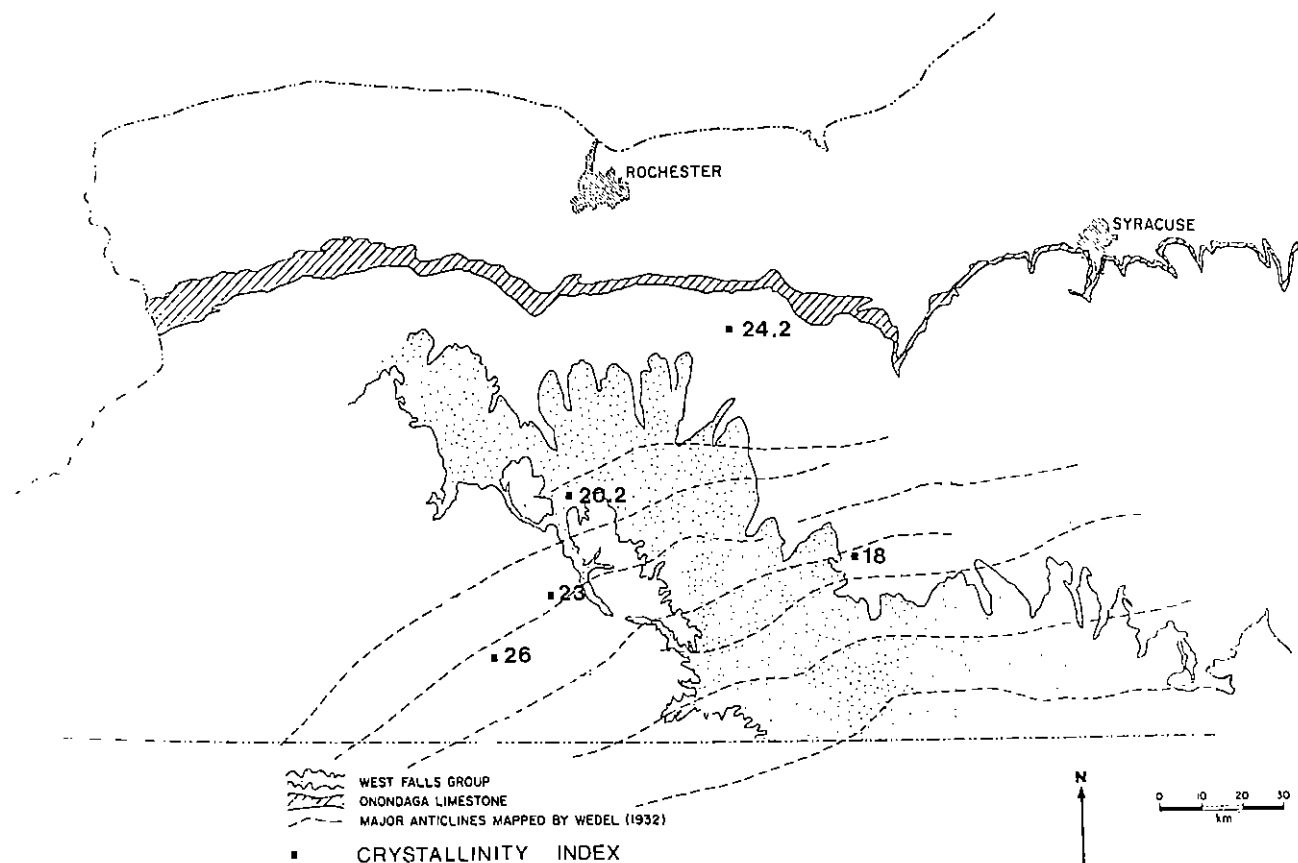 ROCHESTER
SYRACUSE
24.2
20.2
18
23
26
WEST FALLS GROUP
ONONDAGA LIMESTONE
MAJOR ANTICLINES MAPPED BY WEDEL (1932)
CRYSTALLINITY INDEX
N
0 10 20 30
km